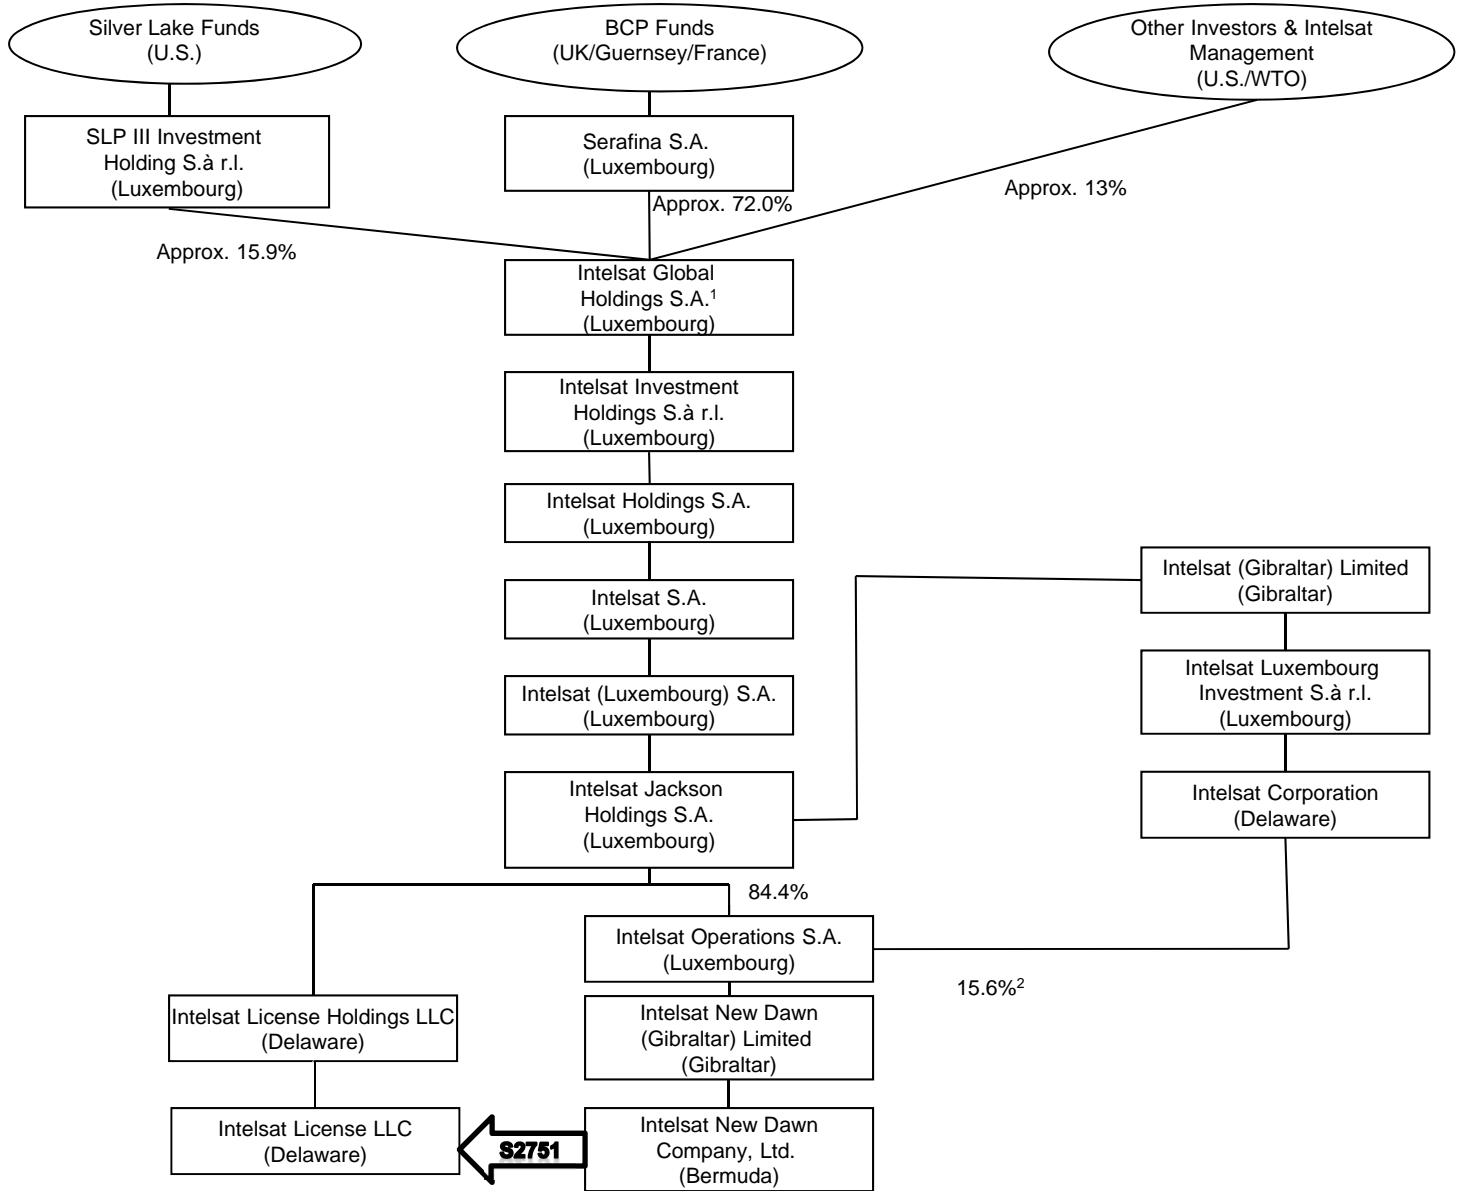 Silver Lake Funds
(U.S.)
BCP Funds
(UK/Guernsey/France)
Other Investors & Intelsat
Management
(U.S./WTO)
SLP III Investment
Holding S.à r.l.
(Luxembourg)
Serafina S.A.
(Luxembourg)
Approx. 15.9%
Approx. 72.0%
Approx. 13%
Intelsat Global
Holdings S.A.¹
(Luxembourg)
Intelsat Investment
Holdings S.à r.l.
(Luxembourg)
Intelsat Holdings S.A.
(Luxembourg)
Intelsat S.A.
(Luxembourg)
Intelsat (Luxembourg) S.A.
(Luxembourg)
Intelsat Jackson
Holdings S.A.
(Luxembourg)
Intelsat (Gibraltar) Limited
(Gibraltar)
Intelsat Luxembourg
Investment S.à r.l.
(Luxembourg)
Intelsat Corporation
(Delaware)
84.4%
Intelsat Operations S.A.
(Luxembourg)
15.6%²
Intelsat License Holdings LLC
(Delaware)
Intelsat New Dawn
(Gibraltar) Limited
(Gibraltar)
Intelsat License LLC
(Delaware)
S2751
Intelsat New Dawn
Company, Ltd.
(Bermuda)